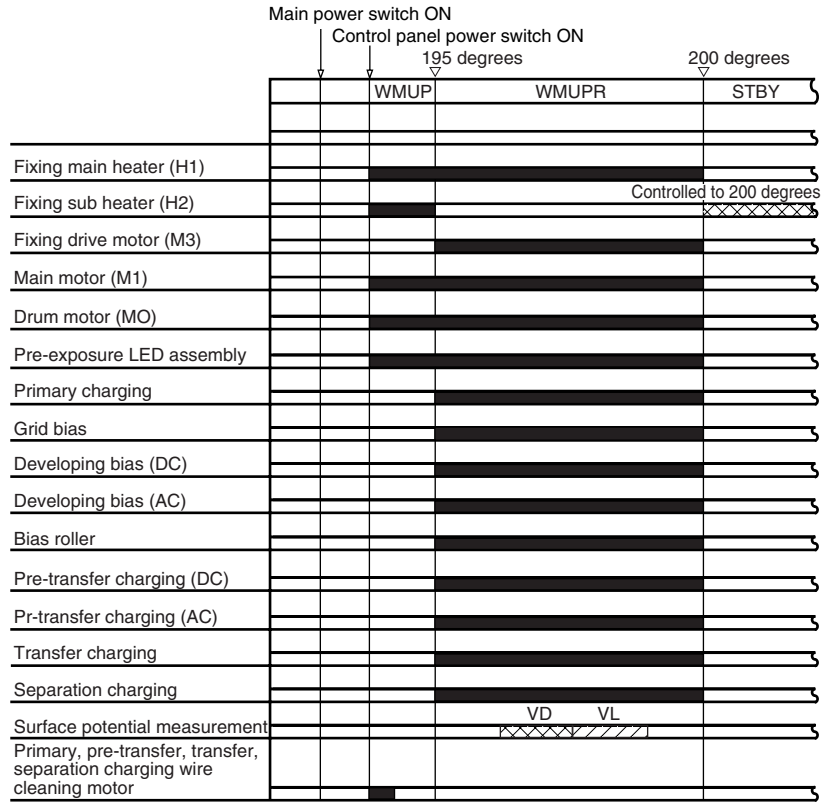 Main power switch ON
Control panel power switch ON
195 degrees
200 degrees
WMUP
WMUPR
STBY
Fixing main heater (H1)
Controlled to 200 degrees
Fixing sub heater (H2)
Fixing drive motor (M3)
Main motor (M1)
Drum motor (MO)
Pre-exposure LED assembly
Primary charging
Grid bias
Developing bias (DC)
Developing bias (AC)
Bias roller
Pre-transfer charging (DC)
Pr-transfer charging (AC)
Transfer charging
Separation charging
VD
VL
Surface potential measurement
Primary, pre-transfer, transfer,
separation charging wire
cleaning motor